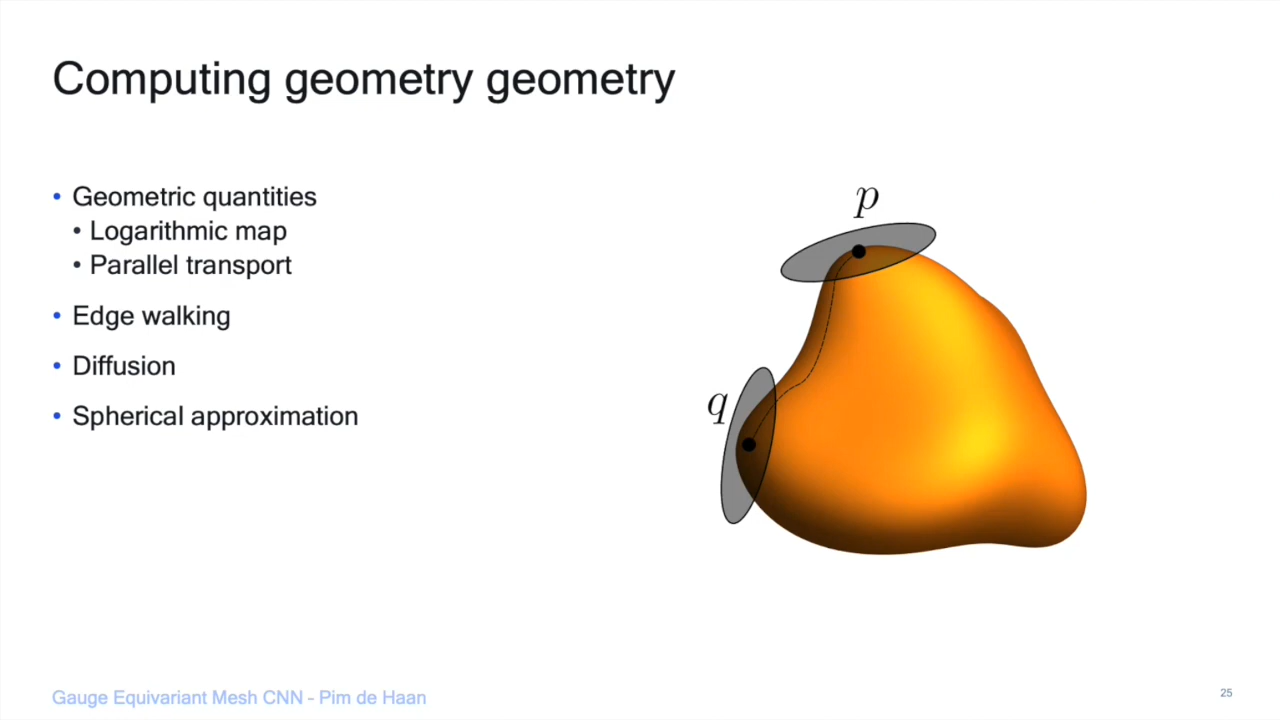 Computing geometry geometry
• Geometric quantities
• Logarithmic map
• Parallel transport
• Edge walking
• Diffusion
• Spherical approximation
p
q
Gauge Equivariant Mesh CNN - Pim de Haan
25